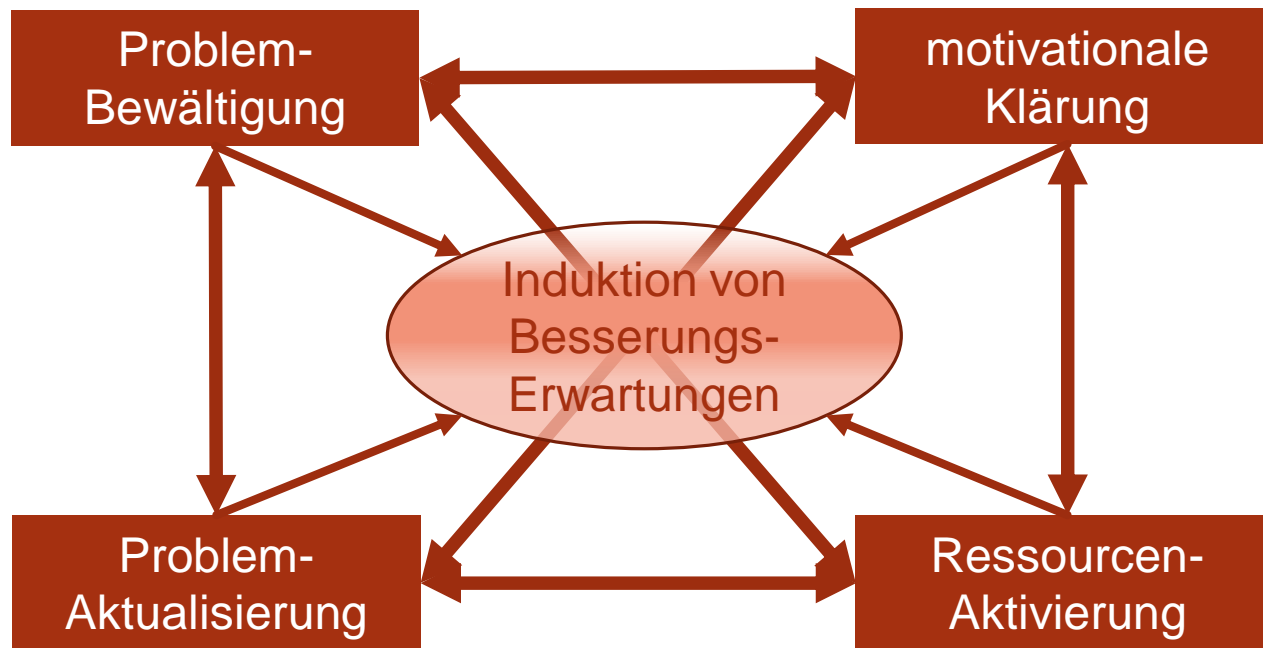 Problem-
Bewältigung
motivationale
Klärung
Induktion von
Besserungs-
Erwartungen
Problem-
Aktualisierung
Ressourcen-
Aktivierung